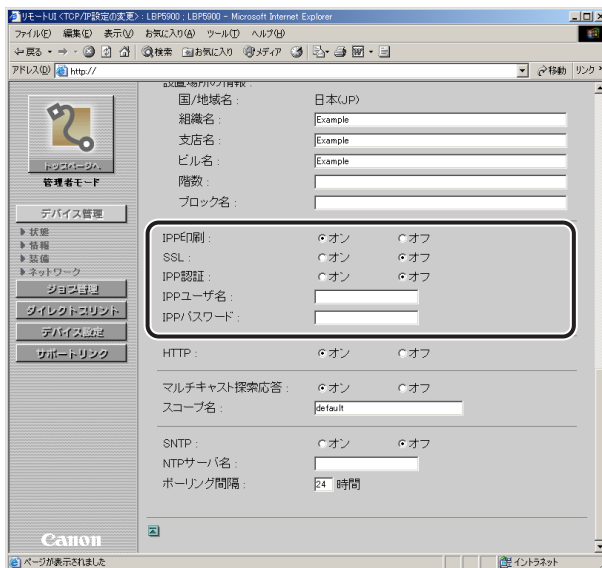 リモートUI <TCP/IP設定の変更> : LBP5900 ; LBP5900 - Microsoft Internet Explorer
ファイル(F) 編集(E) 表示(V) お気に入り(A) ツール(T) ヘルプ(H)
戻る 検索 お気に入り メディア
アドレス(D) http:// 移動 リンク
設置場所の情報:
国/地域名 : 日本(JP)
組織名 : Example
支店名 : Example
ビル名 : Example
階数 :
ブロック名 :
トップページへ
管理者モード
デバイス管理
状態
情報
装備
ネットワーク
ジョブ管理
ダイレクトプリント
デバイス設定
サポートリンク
IPP印刷 : オン オフ
SSL : オン オフ
IPP認証 : オン オフ
IPPユーザ名 :
IPPパスワード :
HTTP : オン オフ
マルチキャスト探索応答 : オン オフ
スコープ名 : default
SNTP : オン オフ
NTPサーバ名 :
ポーリング間隔 : 24 時間
Canon
ページが表示されました イントラネット